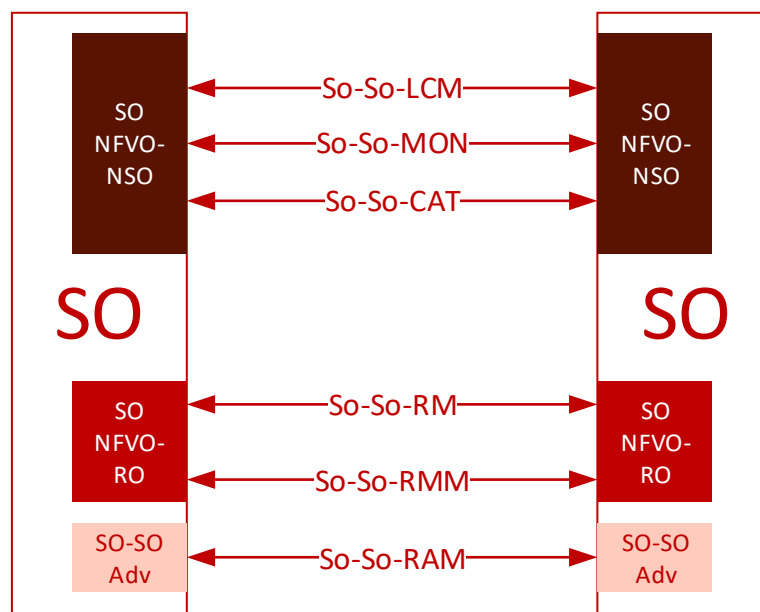 SO
NFVO-
NSO
So-So-LCM
So-So-MON
So-So-CAT
SO
NFVO-
NSO
SO
SO
SO
NFVO-
RO
So-So-RM
So-So-RMM
SO
NFVO-
RO
SO-SO
Adv
So-So-RAM
SO-SO
Adv